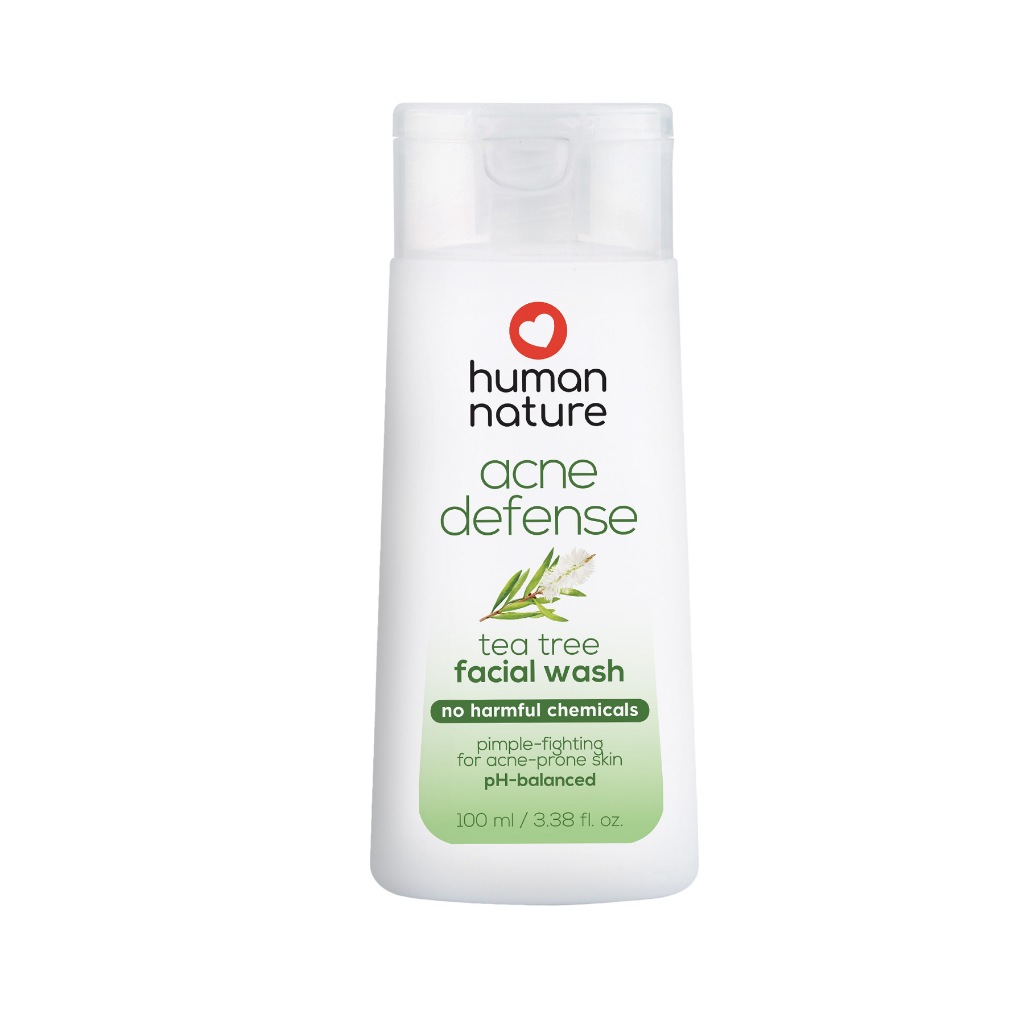 human
nature
acne
defense
tea tree
facial wash
no harmful chemicals
pimple-fighting
for acne-prone skin
pH-balanced
100 ml / 3.38 fl. oz.